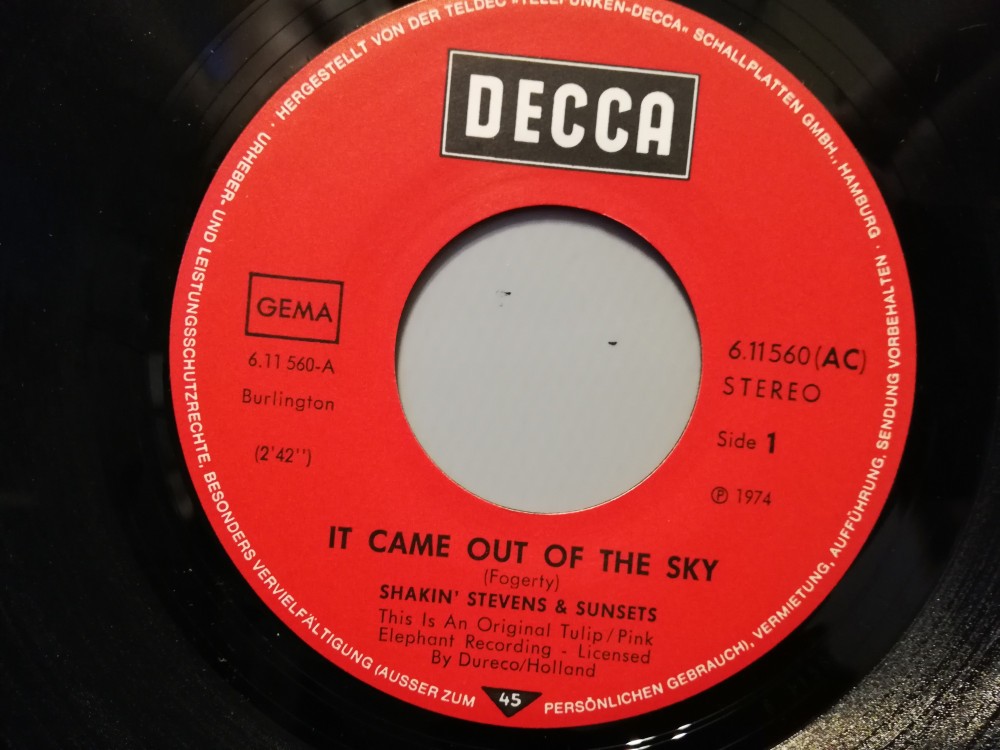 · HERGESTELLT VON DER TELDEC »TELEFUNKEN-DECCA« SCHALLPLATTEN GMBH., HAMBURG ·
URHEBER- UND LEISTUNGSSCHUTZRECHTE, BESONDERS VERVIELFÄLTIGUNG (AUSSER ZUM PERSÖNLICHEN GEBRAUCH), VERMIETUNG, AUFFÜHRUNG, SENDUNG VORBEHALTEN ·
DECCA
GEMA
6.11 560-A
Burlington
(2'42'')
6.11560 (AC)
STEREO
Side 1
℗ 1974
IT CAME OUT OF THE SKY
(Fogerty)
SHAKIN' STEVENS & SUNSETS
This Is An Original Tulip/Pink
Elephant Recording - Licensed
By Dureco/Holland
45